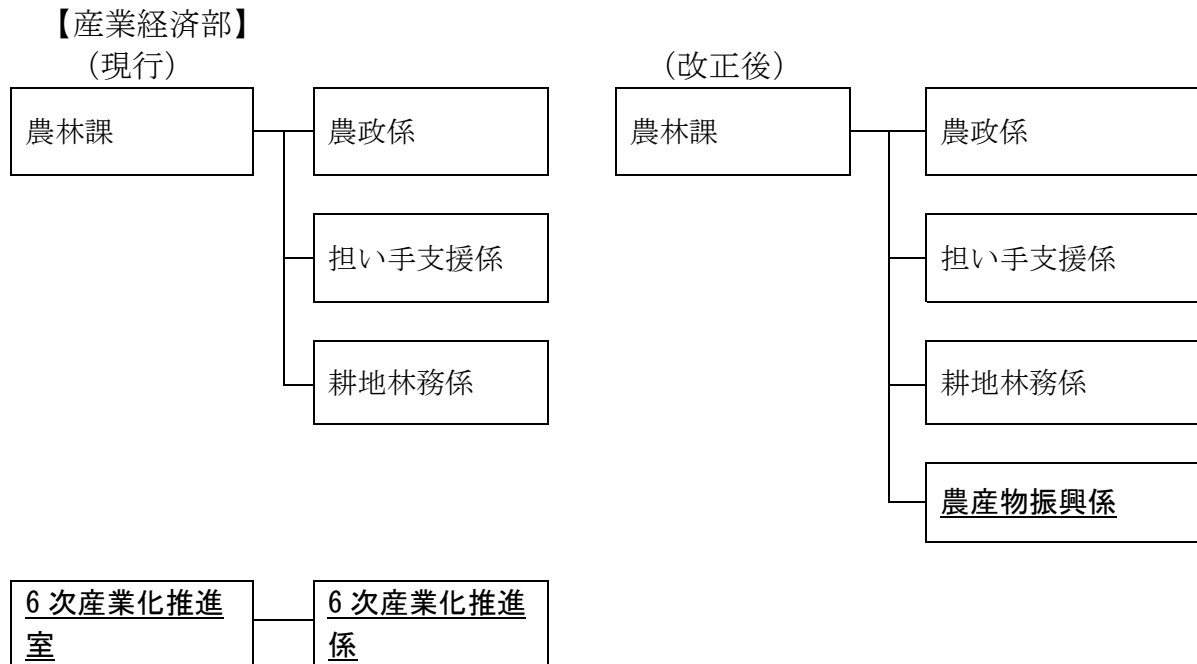 【産業経済部】
（現行）
（改正後）
農林課
農政係
農林課
農政係
担い手支援係
担い手支援係
耕地林務係
耕地林務係
農産物振興係
6 次産業化推進
室
6 次産業化推進
係